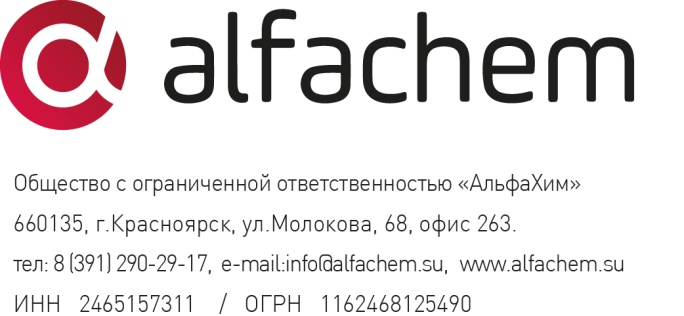 alfachem
Общество с ограниченной ответственностью «АльфаХим»
660135, г.Красноярск, ул.Молокова, 68, офис 263.
тел: 8 (391) 290-29-17, e-mail:info@alfachem.su, www.alfachem.su
ИНН 2465157311 / ОГРН 1162468125490